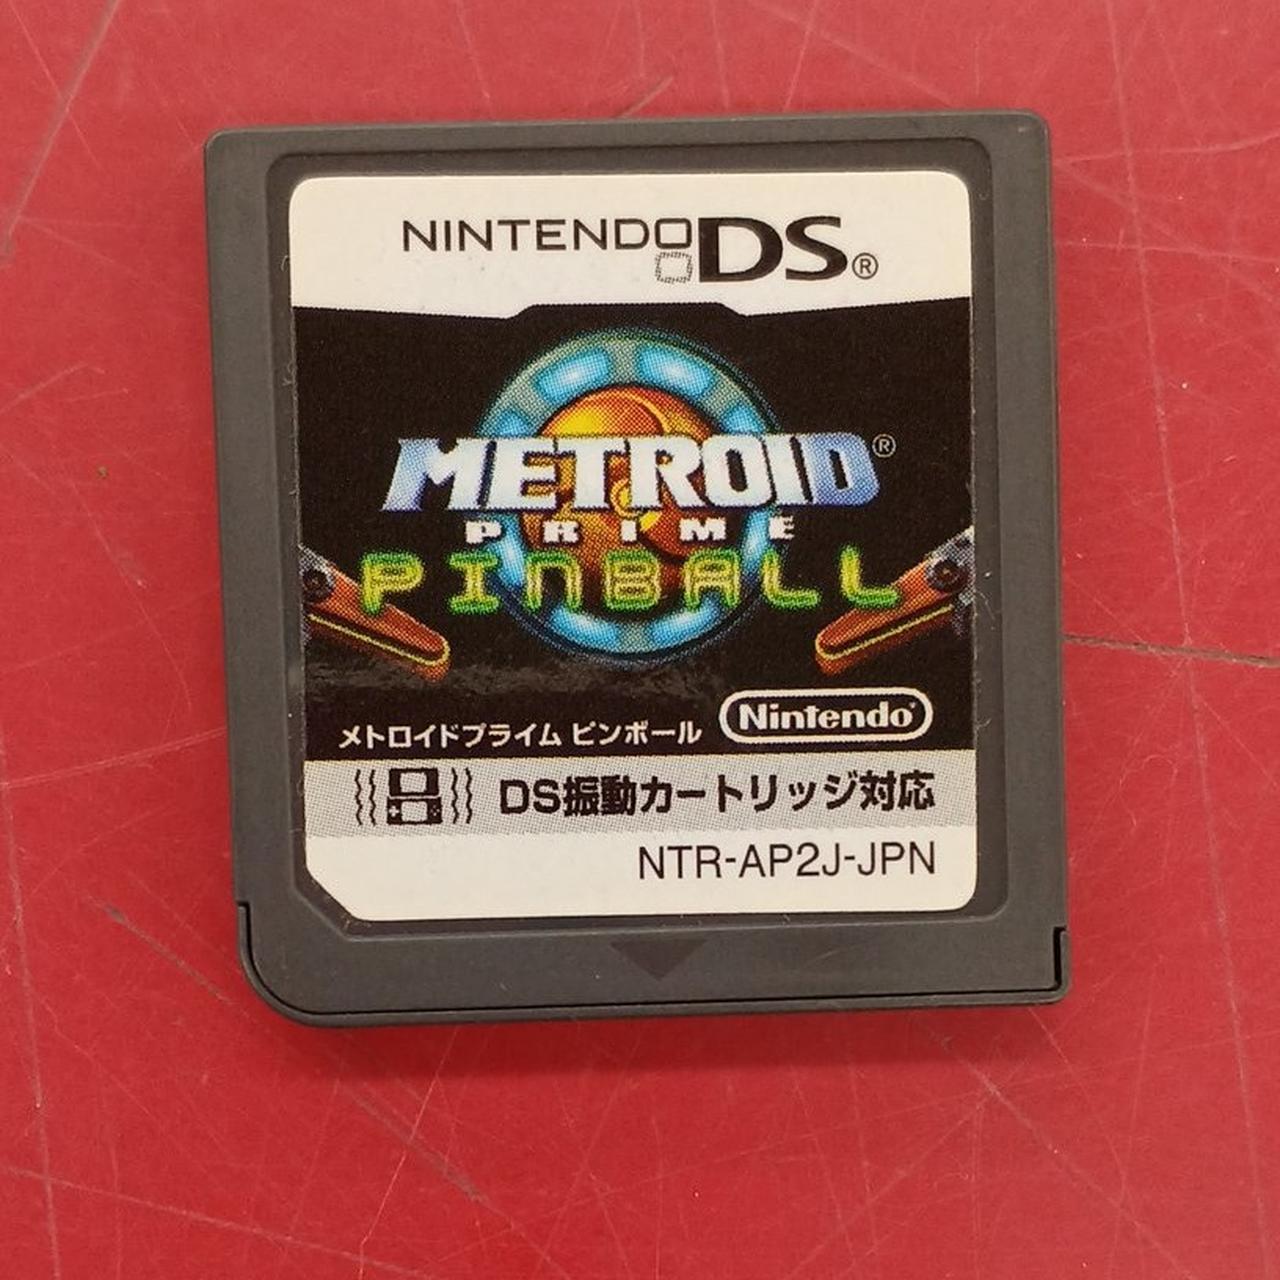 NINTENDO DS®
METROID®
PRIME
PINBALL
メトロイドプライム ピンボール
Nintendo®
DS振動カートリッジ対応
NTR-AP2J-JPN